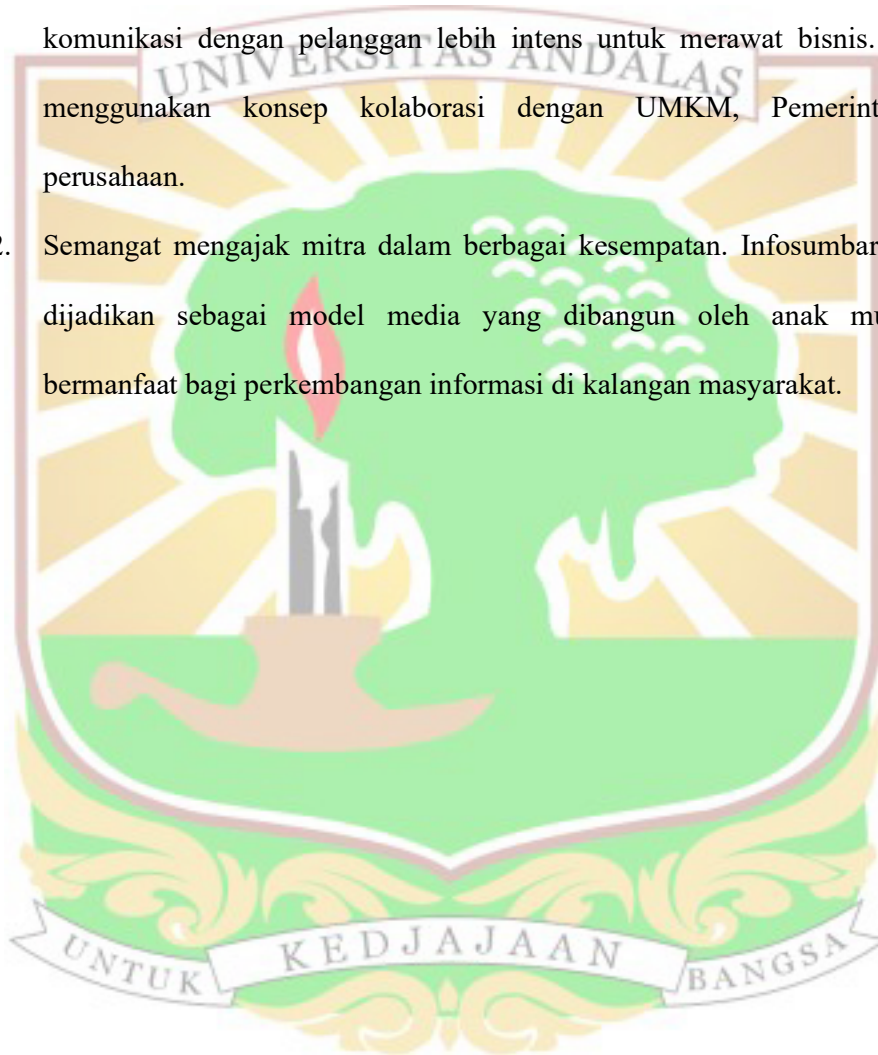 komunikasi dengan pelanggan lebih intens untuk merawat bisnis.
UNIVERSITAS ANDALAS
menggunakan konsep kolaborasi dengan UMKM,
perusahaan.
2. Semangat mengajak mitra dalam berbagai kesempatan. Infosumbar
dijadikan sebagai model media yang dibangun oleh anak
bermanfaat bagi perkembangan informasi di kalangan masyarakat.
UNTUK KEDJAJAAN BANGSA